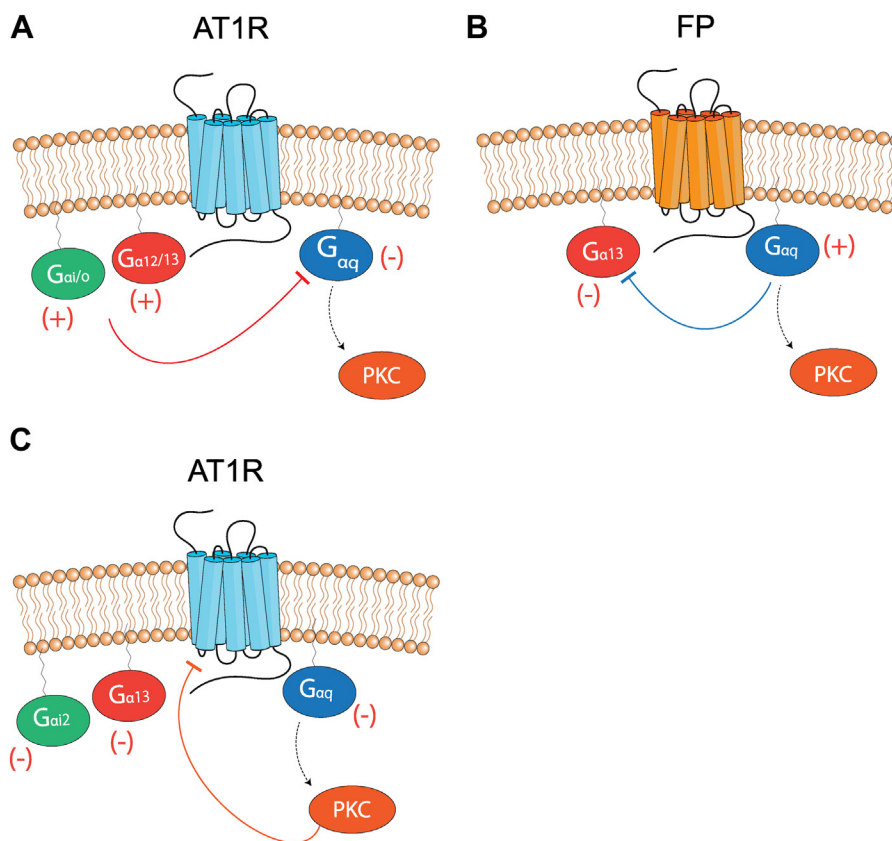 A
AT1R
Gαi/o
(+)
Gα12/13
(+)
Gαq
(-)
PKC
B
FP
Gα13
(-)
Gαq
(+)
PKC
C
AT1R
Gαi2
(-)
Gα13
(-)
Gαq
(-)
PKC